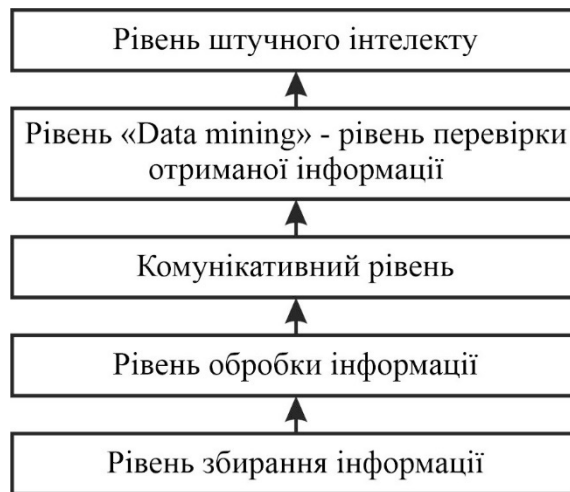 Рівень штучного інтелекту
Рівень «Data mining» - рівень перевірки
отриманої інформації
Комунікативний рівень
Рівень обробки інформації
Рівень збирання інформації